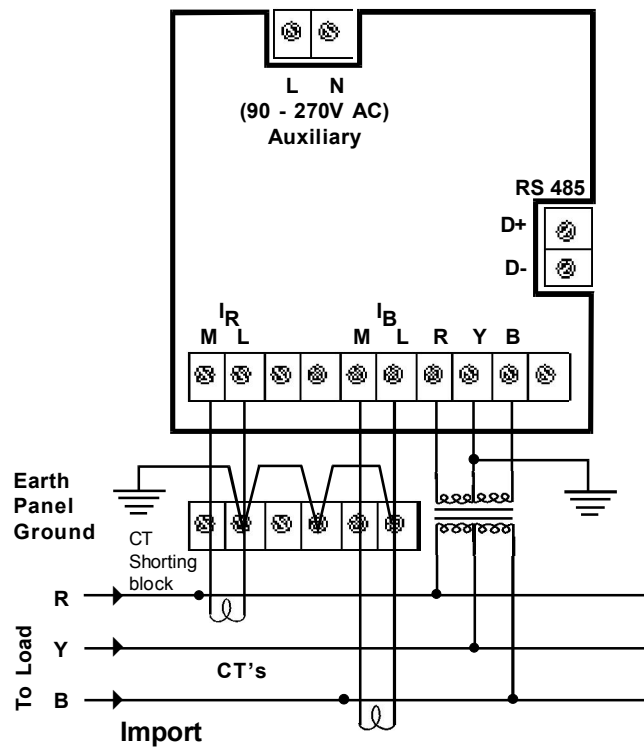 L N
(90 - 270V AC)
Auxiliary
RS 485
D+
D-
IR IB
M L M L R Y B
Earth
Panel
Ground
CT
Shorting
block
R
Y
B
To Load
CT's
Import